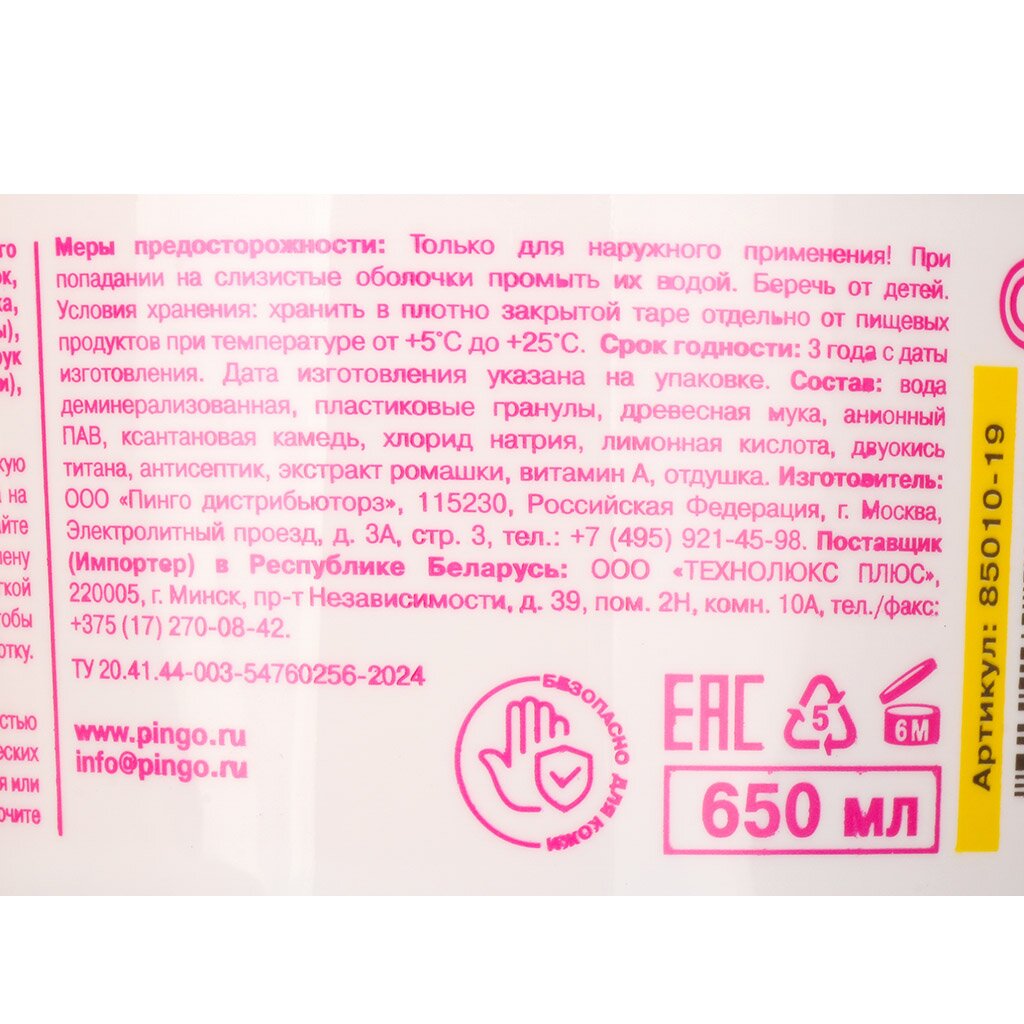 Меры предосторожности: Только для наружного применения! При
попадании на слизистые оболочки промыть их водой. Беречь от детей.
Условия хранения: хранить в плотно закрытой таре отдельно от пищевых
продуктов при температуре от +5°C до +25°C. Срок годности: 3 года с даты
изготовления. Дата изготовления указана на упаковке. Состав: вода
деминерализованная, пластиковые гранулы, древесная мука, анионный
ПАВ, ксантановая камедь, хлорид натрия, лимонная кислота, двуокись
титана, антисептик, экстракт ромашки, витамин А, отдушка. Изготовитель:
ООО «Пинго дистрибьюторз», 115230, Российская Федерация, г. Москва,
Электролитный проезд, д. 3А, стр. 3, тел.: +7 (495) 921-45-98. Поставщик
(Импортер) в Республике Беларусь: ООО «ТЕХНОЛЮКС ПЛЮС»,
220005, г. Минск, пр-т Независимости, д. 39, пом. 2Н, комн. 10А, тел./факс:
+375 (17) 270-08-42.
ТУ 20.41.44-003-54760256-2024
www.pingo.ru
info@pingo.ru
БЕЗОПАСНО ДЛЯ КОЖИ
EAC
5
6М
650 мл
Артикул: 85010-19